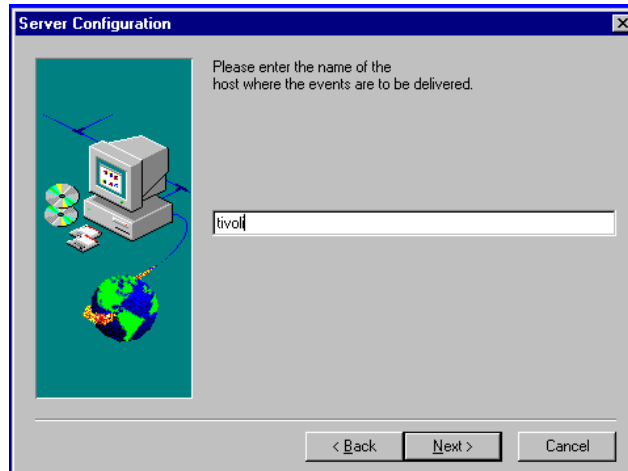 Server Configuration
Please enter the name of the
host where the events are to be delivered.
tivoli
< Back
Next >
Cancel